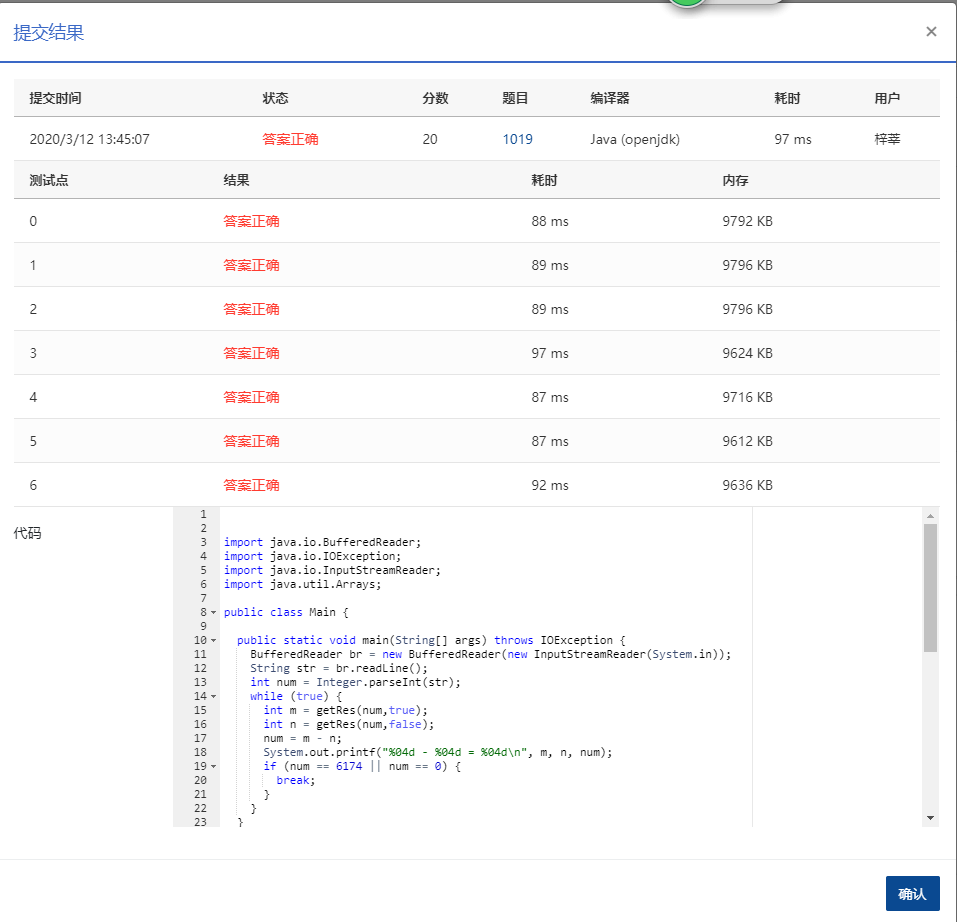 提交结果
×
提交时间 状态 分数 题目 编译器 耗时 用户
2020/3/12 13:45:07 答案正确 20 1019 Java (openjdk) 97 ms 梓莘
测试点 结果 耗时 内存
0 答案正确 88 ms 9792 KB
1 答案正确 89 ms 9796 KB
2 答案正确 89 ms 9796 KB
3 答案正确 97 ms 9624 KB
4 答案正确 87 ms 9716 KB
5 答案正确 87 ms 9612 KB
6 答案正确 92 ms 9636 KB
代码
1
2
3 import java.io.BufferedReader;
4 import java.io.IOException;
5 import java.io.InputStreamReader;
6 import java.util.Arrays;
7
8 public class Main {
9
10 public static void main(String[] args) throws IOException {
11 BufferedReader br = new BufferedReader(new InputStreamReader(System.in));
12 String str = br.readLine();
13 int num = Integer.parseInt(str);
14 while (true) {
15 int m = getRes(num,true);
16 int n = getRes(num,false);
17 num = m - n;
18 System.out.printf("%04d - %04d = %04d\n", m, n, num);
19 if (num == 6174 || num == 0) {
20 break;
21 }
22 }
23 }
确认